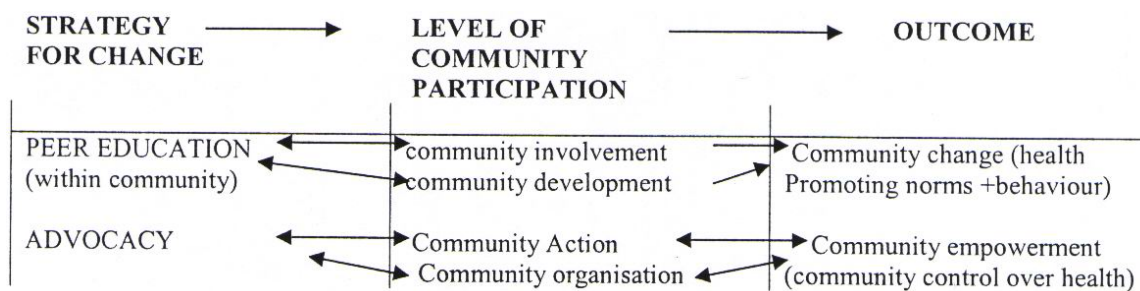 STRATEGY
FOR CHANGE
LEVEL OF
COMMUNITY
PARTICIPATION
OUTCOME
PEER EDUCATION
(within community)
community involvement
community development
Community change (health
Promoting norms +behaviour)
ADVOCACY
Community Action
Community organisation
Community empowerment
(community control over health)